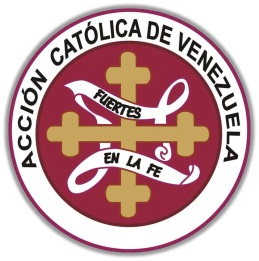 ACCIÓN CATÓLICA DE VENEZUELA
FUERTES
EN LA FE